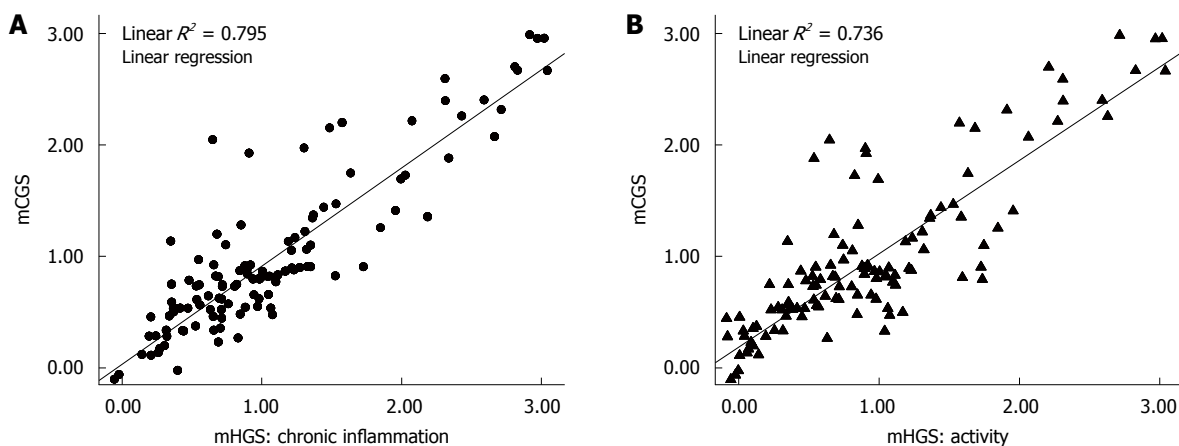 A
Linear R² = 0.795
Linear regression
mCGS
3.00
2.00
1.00
0.00
0.00 1.00 2.00 3.00
mHGS: chronic inflammation
B
Linear R² = 0.736
Linear regression
mCGS
3.00
2.00
1.00
0.00
0.00 1.00 2.00 3.00
mHGS: activity